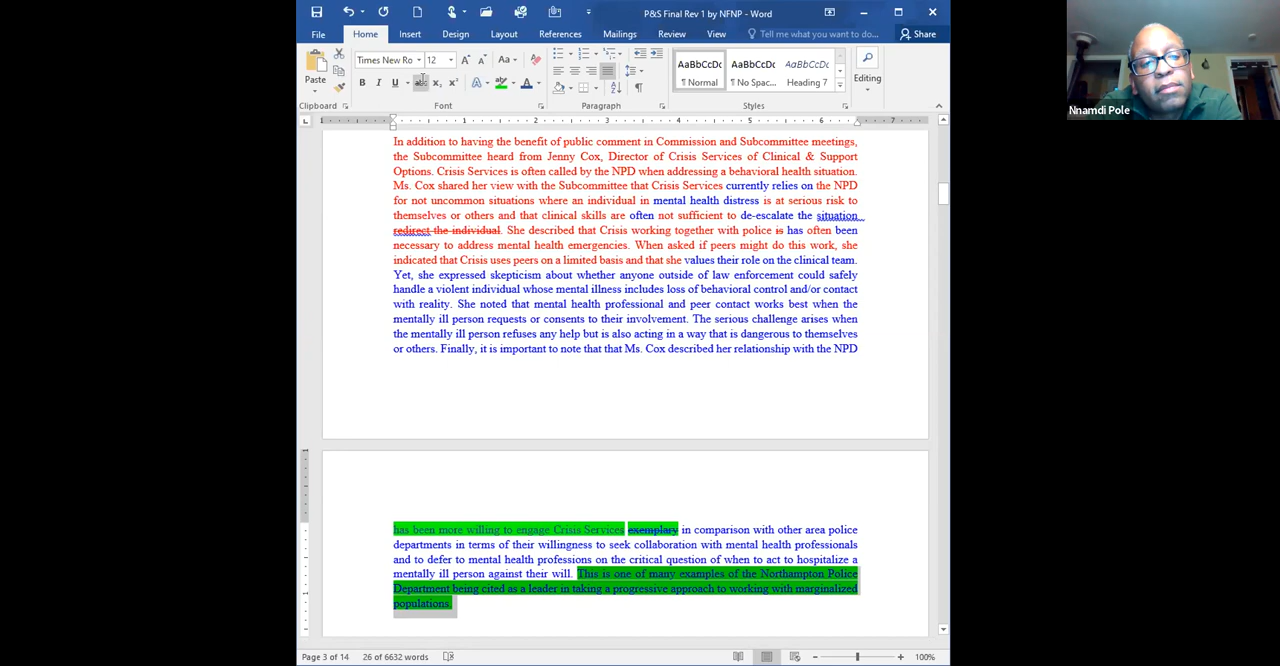 P&S Final Rev 1 by NFNP - Word
File Home Insert Design Layout References Mailings Review View Tell me what you want to do... Share
Times New Ro 12 Aa
Paste B I U abc x₂ x² A A
AaBbCcDc AaBbCcDc AaBbCcDc
¶ Normal ¶ No Spac... Heading 7
Editing
Clipboard Font Paragraph Styles
1 1 2 3 4 5 6 7
In addition to having the benefit of public comment in Commission and Subcommittee meetings,
the Subcommittee heard from Jenny Cox, Director of Crisis Services of Clinical & Support
Options. Crisis Services is often called by the NPD when addressing a behavioral health situation.
Ms. Cox shared her view with the Subcommittee that Crisis Services currently relies on the NPD
for not uncommon situations where an individual in mental health distress is at serious risk to
themselves or others and that clinical skills are often not sufficient to de-escalate the situation
redirect the individual. She described that Crisis working together with police is has often been
necessary to address mental health emergencies. When asked if peers might do this work, she
indicated that Crisis uses peers on a limited basis and that she values their role on the clinical team.
Yet, she expressed skepticism about whether anyone outside of law enforcement could safely
handle a violent individual whose mental illness includes loss of behavioral control and/or contact
with reality. She noted that mental health professional and peer contact works best when the
mentally ill person requests or consents to their involvement. The serious challenge arises when
the mentally ill person refuses any help but is also acting in a way that is dangerous to themselves
or others. Finally, it is important to note that that Ms. Cox described her relationship with the NPD
has been more willing to engage Crisis Services exemplary in comparison with other area police
departments in terms of their willingness to seek collaboration with mental health professionals
and to defer to mental health professions on the critical question of when to act to hospitalize a
mentally ill person against their will. This is one of many examples of the Northampton Police
Department being cited as a leader in taking a progressive approach to working with marginalized
populations.
Page 3 of 14 26 of 6632 words 100%
Nnamdi Pole